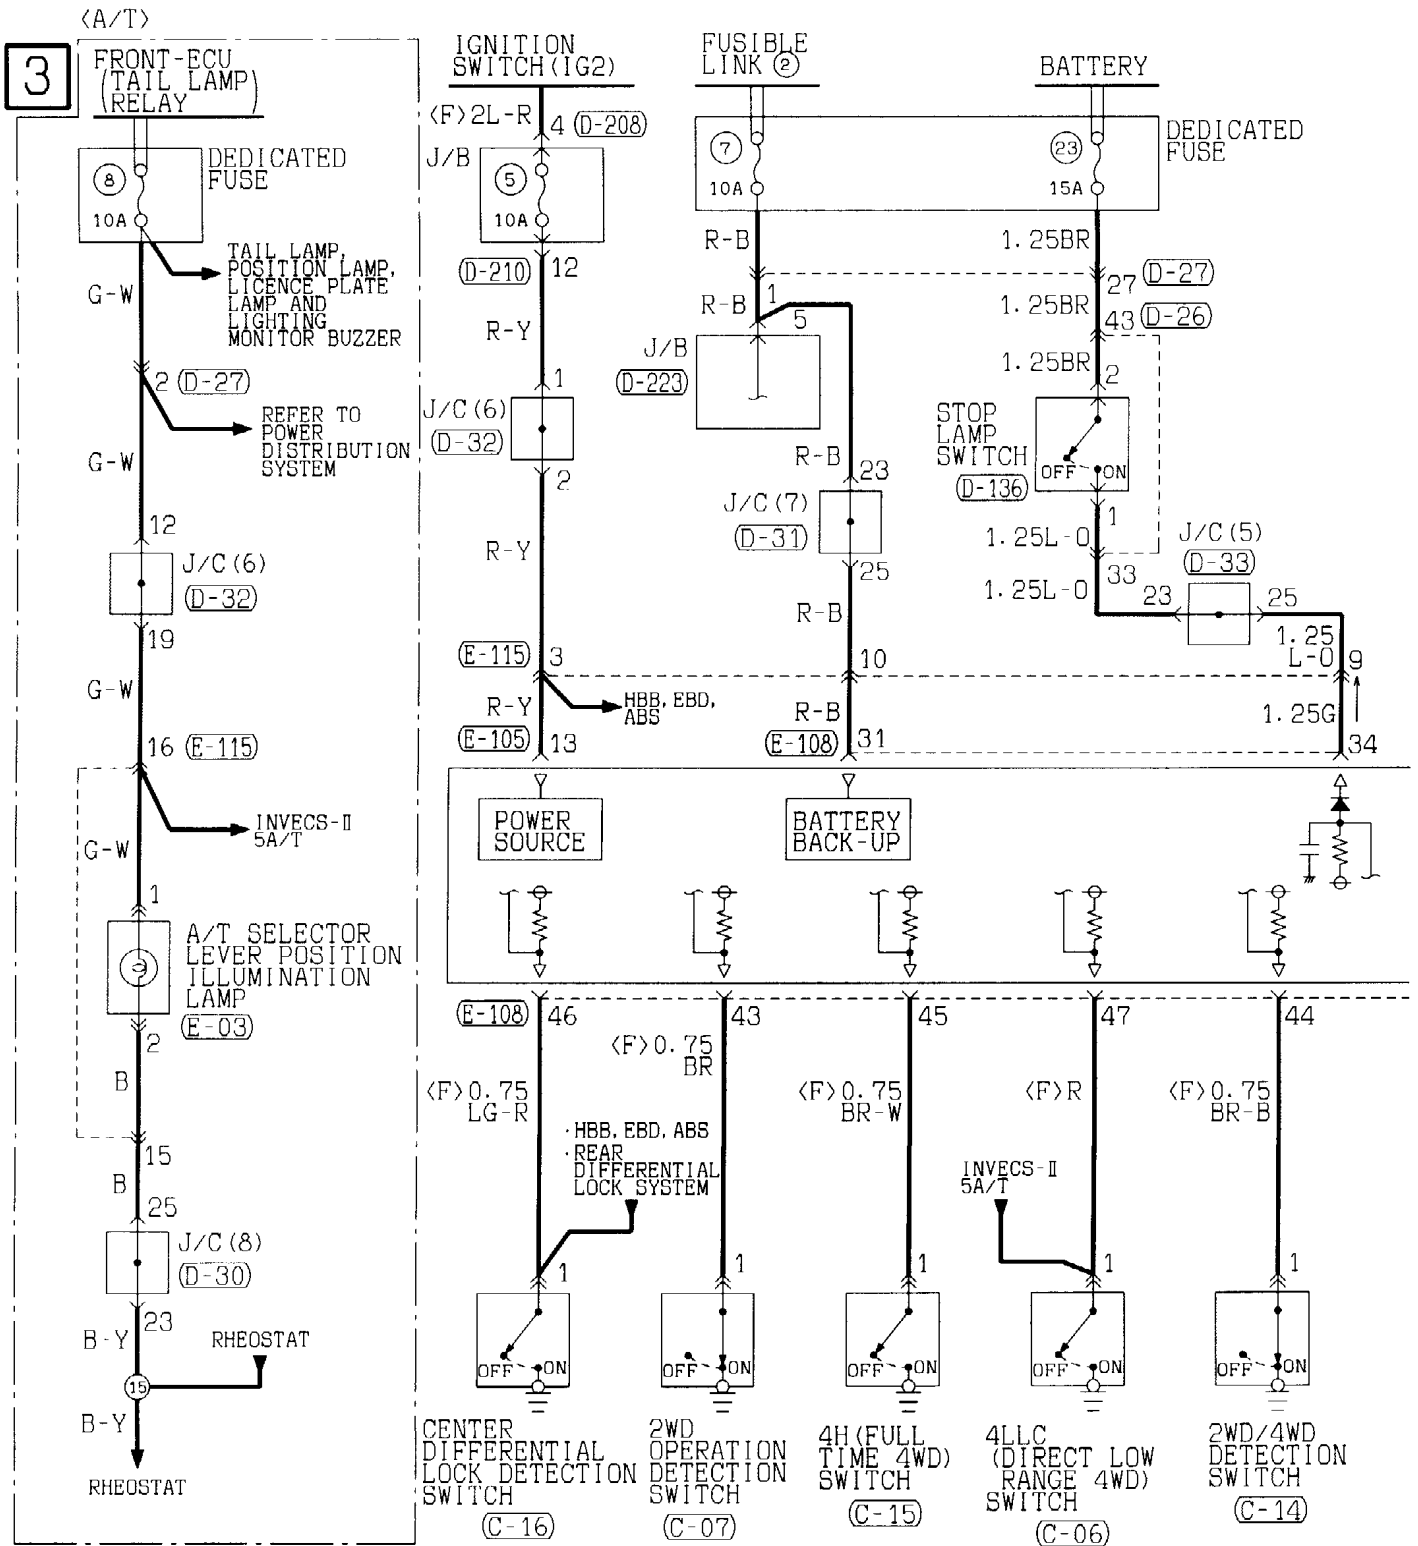 〈A/T〉
3
FRONT-ECU
(TAIL LAMP)
RELAY
8
10A
DEDICATED
FUSE
TAIL LAMP,
POSITION LAMP,
LICENCE PLATE
LAMP AND
LIGHTING
MONITOR BUZZER
G-W
2 (D-27)
REFER TO
POWER
DISTRIBUTION
SYSTEM
G-W
12
J/C(6)
(D-32)
19
G-W
16 (E-115)
INVECS-II
5A/T
G-W
1
A/T SELECTOR
LEVER POSITION
ILLUMINATION
LAMP
(E-03)
2
B
15
B
25
J/C(8)
(D-30)
23
B-Y
RHEOSTAT
15
B-Y
RHEOSTAT
IGNITION
SWITCH(IG2)
〈F〉2L-R
4 (D-208)
J/B
5
10A
(D-210)
12
R-Y
1
J/C(6)
(D-32)
2
R-Y
(E-115)
3
R-Y
HBB, EBD,
ABS
(E-105)
13
FUSIBLE
LINK 2
BATTERY
DEDICATED
FUSE
7
10A
23
15A
R-B
R-B
1
5
J/B
(D-223)
R-B
23
J/C(7)
(D-31)
25
R-B
10
R-B
(E-108)
31
1.25BR
27
(D-27)
1.25BR
43
(D-26)
1.25BR
2
STOP
LAMP
SWITCH
(D-136)
OFF
ON
1
1.25L-O
33
1.25L-O
J/C(5)
(D-33)
23
25
1.25
L-O
9
1.25G
34
POWER
SOURCE
BATTERY
BACK-UP
(E-108)
46
43
45
47
44
〈F〉0.75
LG-R
〈F〉0.75
BR
〈F〉0.75
BR-W
〈F〉R
〈F〉0.75
BR-B
·HBB, EBD, ABS
·REAR
DIFFERENTIAL
LOCK SYSTEM
INVECS-II
5A/T
1
1
1
1
1
OFF
ON
OFF
ON
OFF
ON
OFF
ON
OFF
ON
CENTER
DIFFERENTIAL
LOCK DETECTION
SWITCH
(C-16)
2WD
OPERATION
DETECTION
SWITCH
(C-07)
4H(FULL
TIME 4WD)
SWITCH
(C-15)
4LLC
(DIRECT LOW
RANGE 4WD)
SWITCH
(C-06)
2WD/4WD
DETECTION
SWITCH
(C-14)